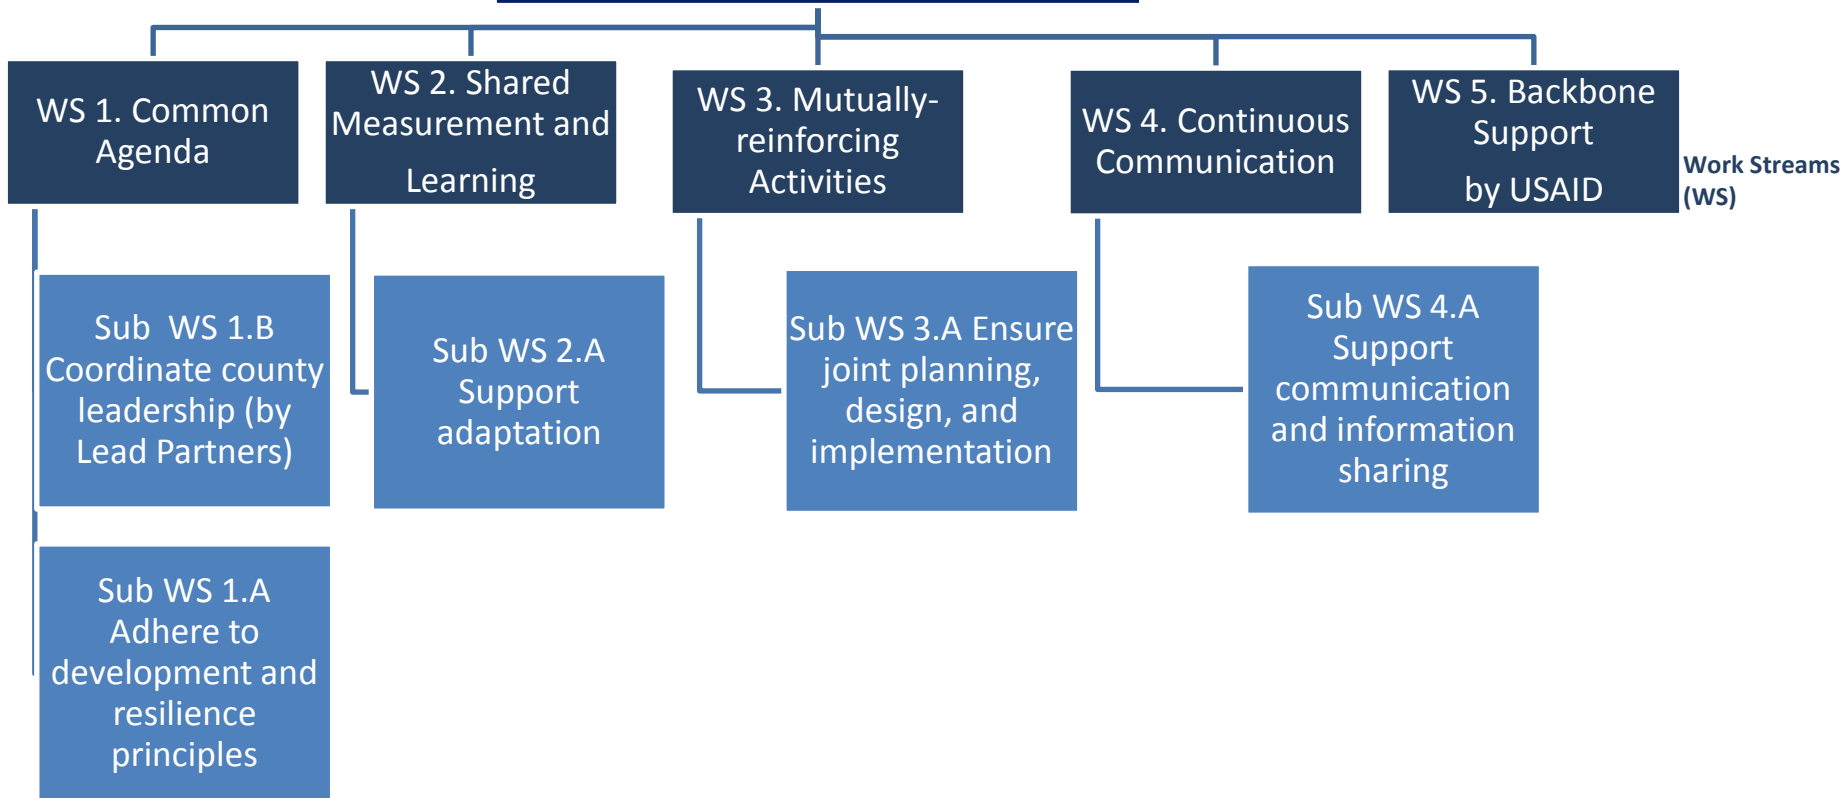 WS 1. Common
Agenda
WS 2. Shared
Measurement and
Learning
WS 3. Mutually-
reinforcing
Activities
WS 4. Continuous
Communication
WS 5. Backbone
Support
by USAID
Work Streams
(WS)
Sub WS 1.B
Coordinate county
leadership (by
Lead Partners)
Sub WS 2.A
Support
adaptation
Sub WS 3.A Ensure
joint planning,
design, and
implementation
Sub WS 4.A
Support
communication
and information
sharing
Sub WS 1.A
Adhere to
development and
resilience
principles